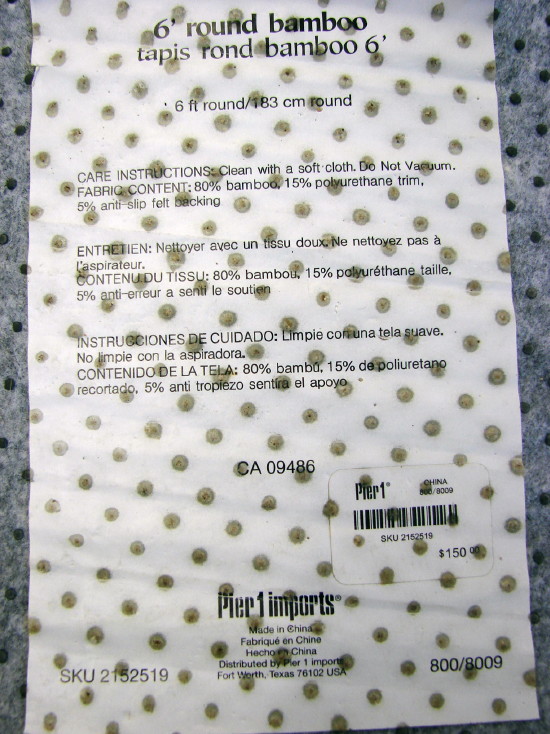 6' round bamboo
tapis rond bamboo 6'
6 ft round/183 cm round
CARE INSTRUCTIONS: Clean with a soft cloth. Do Not Vacuum.
FABRIC CONTENT: 80% bamboo, 15% polyurethane trim,
5% anti-slip felt backing
ENTRETIEN: Nettoyer avec un tissu doux. Ne nettoyez pas à
l'aspirateur.
CONTENU DU TISSU: 80% bambou, 15% polyuréthane taille,
5% anti-erreur a senti le soutien
INSTRUCCIONES DE CUIDADO: Limpie con una tela suave.
No limpie con la aspiradora.
CONTENIDO DE LA TELA: 80% bambú, 15% de poliuretano
recortado, 5% anti tropiezo sentira el apoyo
CA 09486
Pier 1® CHINA
800/8009
SKU 2152519
$150 00
Pier 1 imports®
Made in China
Fabriqué en Chine
Hecho en China
Distributed by Pier 1 imports
Fort Worth, Texas 76102 USA
SKU 2152519 800/8009